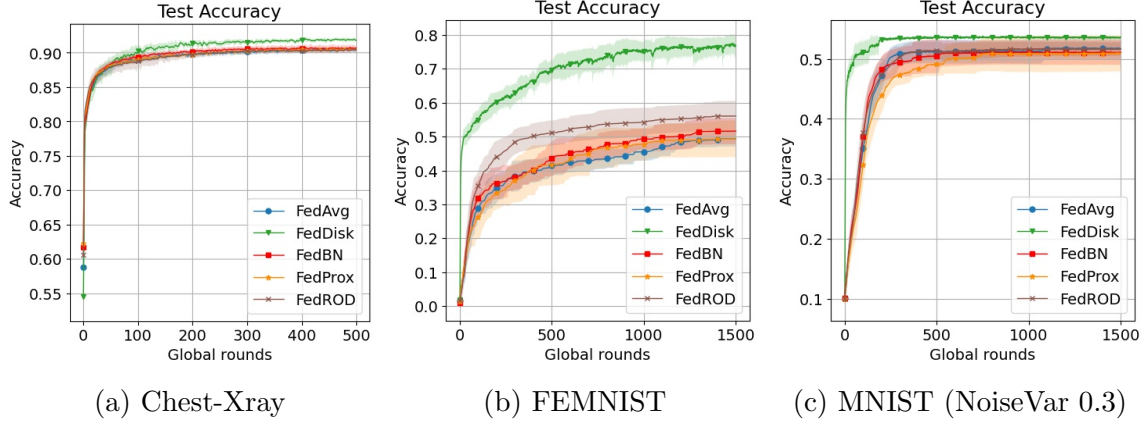 Test Accuracy
Accuracy
0.90
0.85
0.80
0.75
0.70
0.65
0.60
0.55
0
100
200
300
400
500
Global rounds
FedAvg
FedDisk
FedBN
FedProx
FedROD
(a) Chest-Xray
Test Accuracy
Accuracy
0.8
0.7
0.6
0.5
0.4
0.3
0.2
0.1
0.0
0
500
1000
1500
Global rounds
FedAvg
FedDisk
FedBN
FedProx
FedROD
(b) FEMNIST
Test Accuracy
Accuracy
0.5
0.4
0.3
0.2
0.1
0
500
1000
1500
Global rounds
FedAvg
FedDisk
FedBN
FedProx
FedROD
(c) MNIST (NoiseVar 0.3)